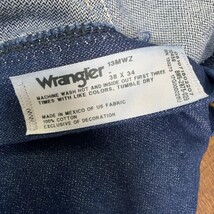 Wrangler 13MWZ
38 X 34
MACHINE WASH HOT AND INSIDE OUT FIRST THREE
TIMES WITH LIKE COLORS, TUMBLE DRY
MADE IN MEXICO OF US FABRIC
100% COTTON
EXCLUSIVE OF DECORATION